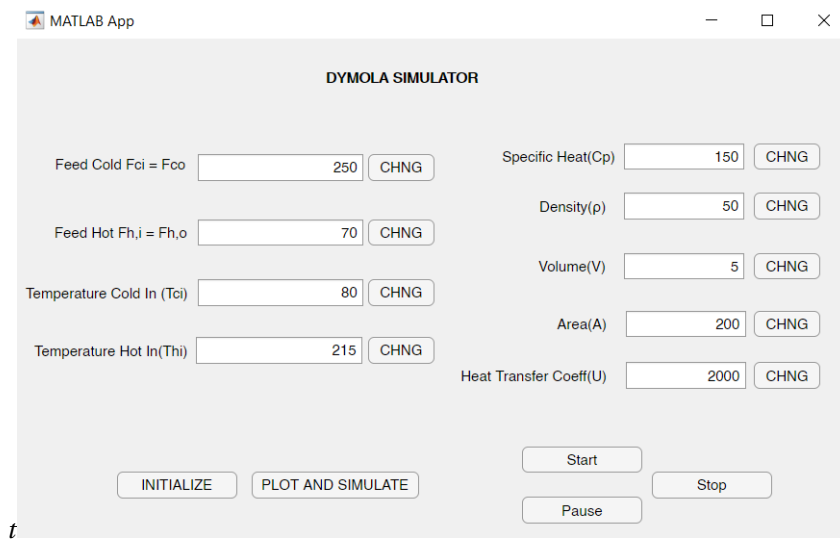 MATLAB App
DYMOLA SIMULATOR
Feed Cold Fci = Fco 250 CHNG
Feed Hot Fh,i = Fh,o 70 CHNG
Temperature Cold In (Tci) 80 CHNG
Temperature Hot In(Thi) 215 CHNG
Specific Heat(Cp) 150 CHNG
Density(ρ) 50 CHNG
Volume(V) 5 CHNG
Area(A) 200 CHNG
Heat Transfer Coeff(U) 2000 CHNG
INITIALIZE
PLOT AND SIMULATE
Start
Stop
Pause
t